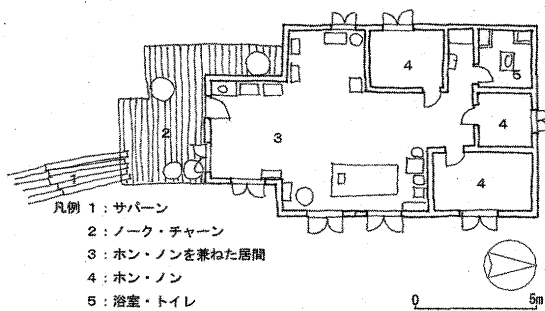 4
5
2
3
4
1
4
凡例 1：サパーン
2：ノーク・チャーン
3：ホン・ノンを兼ねた居間
4：ホン・ノン
5：浴室・トイレ
0 5m